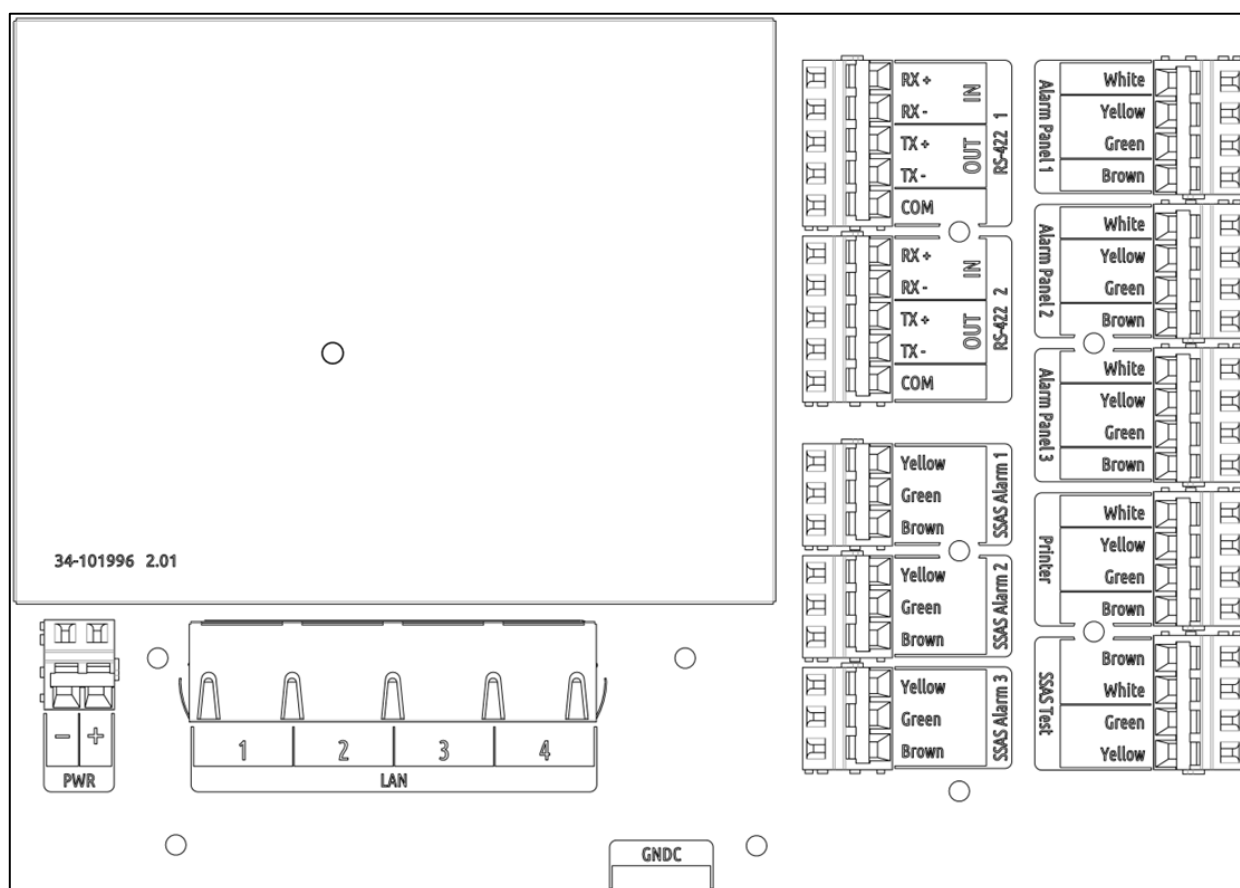 34-101996 2.01
- +
PWR
1 2 3 4
LAN
GNDC
RX +
RX -
IN
TX +
TX -
OUT
COM
RS-422 1
RX +
RX -
IN
TX +
TX -
OUT
COM
RS-422 2
Yellow
Green
Brown
SSAS Alarm 1
Yellow
Green
Brown
SSAS Alarm 2
Yellow
Green
Brown
SSAS Alarm 3
Alarm Panel 1
White
Yellow
Green
Brown
Alarm Panel 2
White
Yellow
Green
Brown
Alarm Panel 3
White
Yellow
Green
Brown
Printer
White
Yellow
Green
Brown
SSAS Test
Brown
White
Green
Yellow